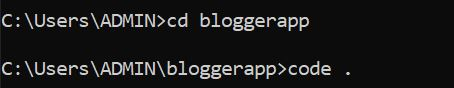 C:\Users\ADMIN>cd bloggerapp
C:\Users\ADMIN\bloggerapp>code .